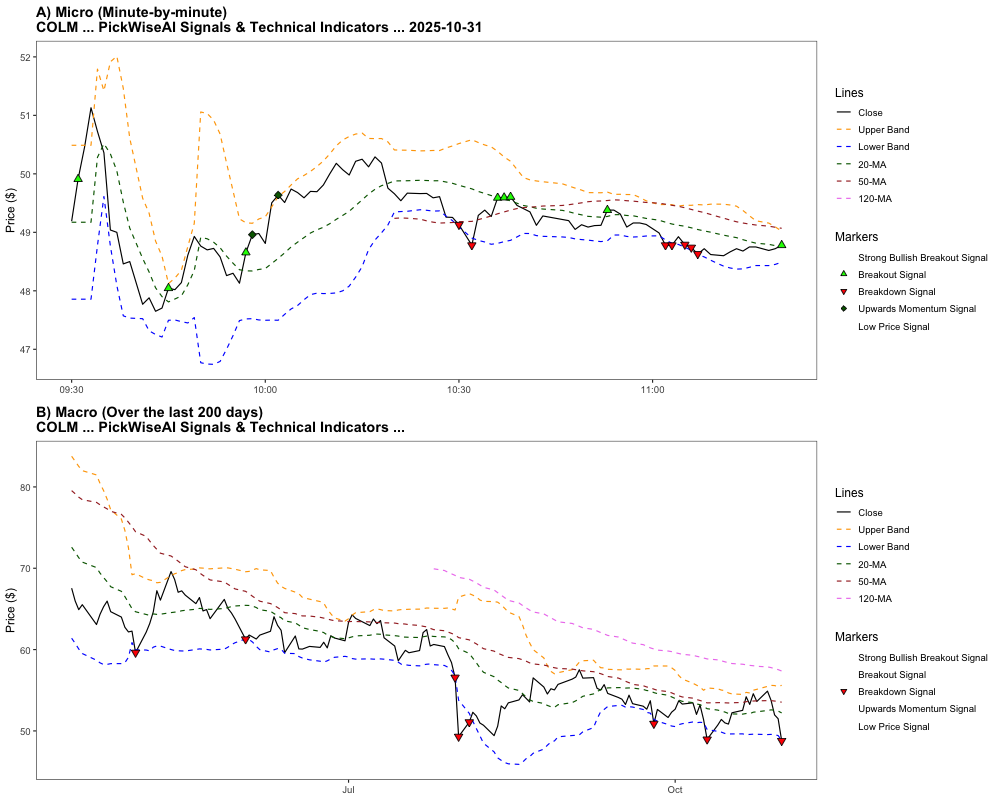 A) Micro (Minute-by-minute)
COLM ... PickWiseAI Signals & Technical Indicators ... 2025-10-31
Price ($)
52
51
50
49
48
47
09:30
10:00
10:30
11:00
Lines
Close
Upper Band
Lower Band
20-MA
50-MA
120-MA
Markers
Strong Bullish Breakout Signal
Breakout Signal
Breakdown Signal
Upwards Momentum Signal
Low Price Signal
B) Macro (Over the last 200 days)
COLM ... PickWiseAI Signals & Technical Indicators ...
Price ($)
80
70
60
50
Jul
Oct
Lines
Close
Upper Band
Lower Band
20-MA
50-MA
120-MA
Markers
Strong Bullish Breakout Signal
Breakout Signal
Breakdown Signal
Upwards Momentum Signal
Low Price Signal